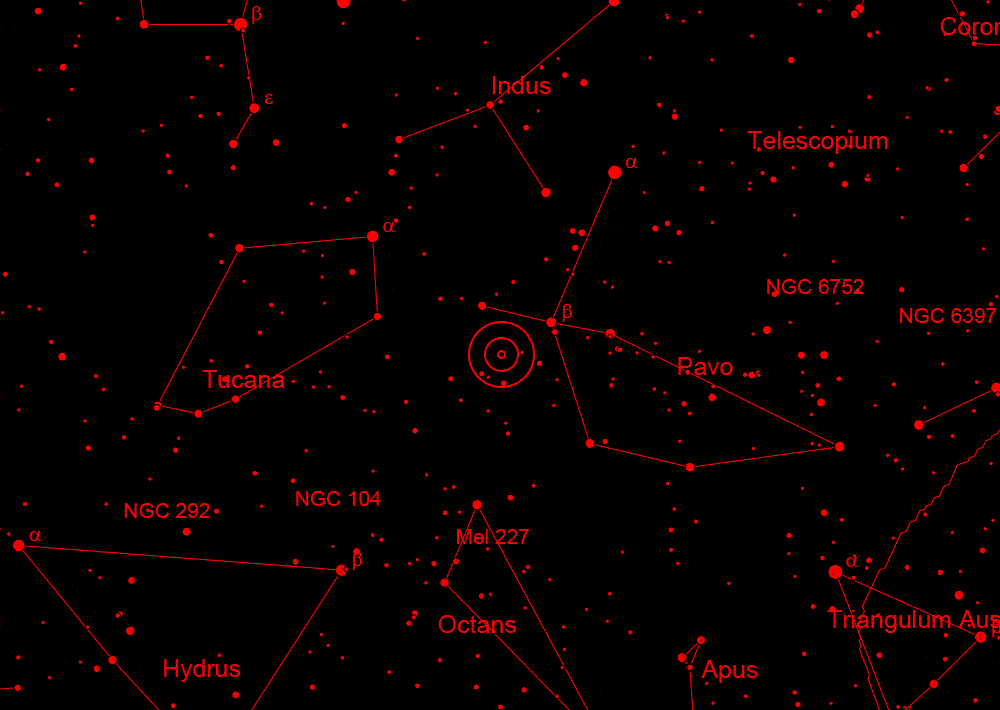 β
Coror
ε
Indus
Telescopium
α
α
NGC 6752
β
NGC 6397
Pavo
Tucana
NGC 104
NGC 292
α
Mel 227
β
α
Octans
Triangulum Aus
β
Hydrus
Apus
α